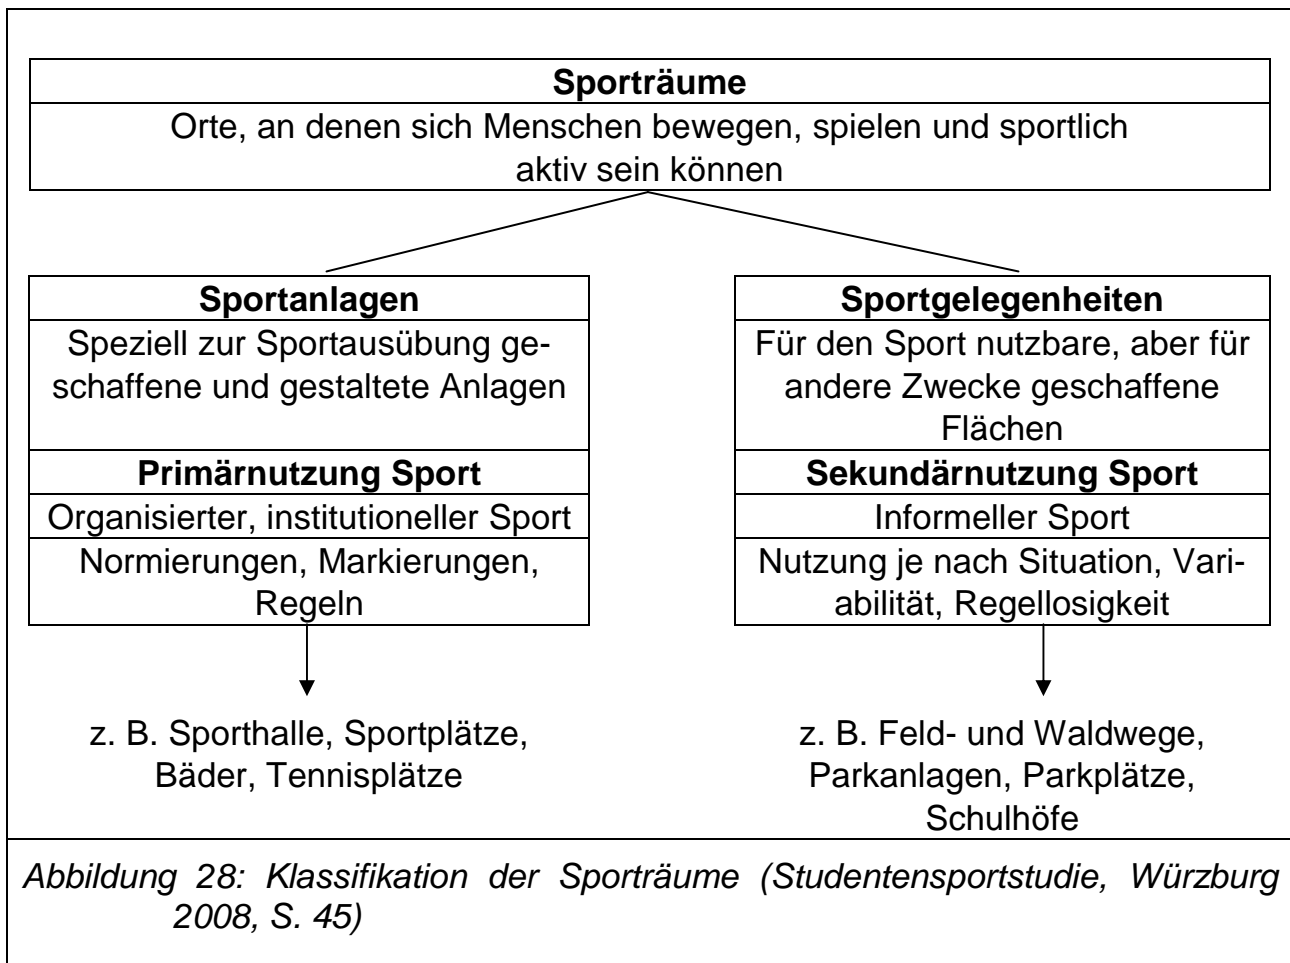 Sporträume
Orte, an denen sich Menschen bewegen, spielen und sportlich
aktiv sein können
Sportanlagen
Speziell zur Sportausübung ge-
schaffene und gestaltete Anlagen
Primärnutzung Sport
Organisierter, institutioneller Sport
Normierungen, Markierungen,
Regeln
z. B. Sporthalle, Sportplätze,
Bäder, Tennisplätze
Sportgelegenheiten
Für den Sport nutzbare, aber für
andere Zwecke geschaffene
Flächen
Sekundärnutzung Sport
Informeller Sport
Nutzung je nach Situation, Vari-
abilität, Regellosigkeit
z. B. Feld- und Waldwege,
Parkanlagen, Parkplätze,
Schulhöfe
Abbildung 28: Klassifikation der Sporträume (Studentensportstudie, Würzburg
2008, S. 45)